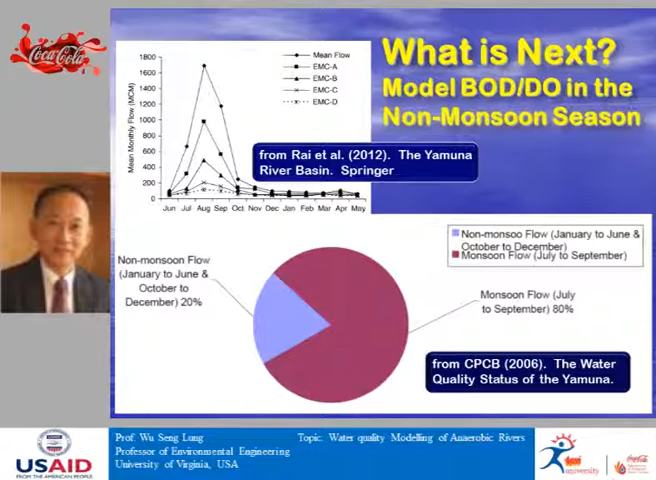 Coca-Cola
What is Next?
Model BOD/DO in the
Non-Monsoon Season
1800
1600
1400
1200
1000
800
600
400
200
0
Mean Monthly Flow (MCM)
Jun Jul Aug Sep Oct Nov Dec Jan Feb Mar Apr May
Mean Flow
EMC-A
EMC-B
EMC-C
EMC-D
from Rai et al. (2012). The Yamuna
River Basin. Springer
Non-monsoo Flow (January to June &
October to December)
Monsoon Flow (July to September)
Non-monsoon Flow
(January to June &
October to
December) 20%
Monsoon Flow (July
to September) 80%
from CPCB (2006). The Water
Quality Status of the Yamuna.
USAID
FROM THE AMERICAN PEOPLE
Prof. Wu Seng Lung
Professor of Environmental Engineering
University of Virginia, USA
Topic: Water quality Modelling of Anaerobic Rivers
teri
university
Coca-Cola